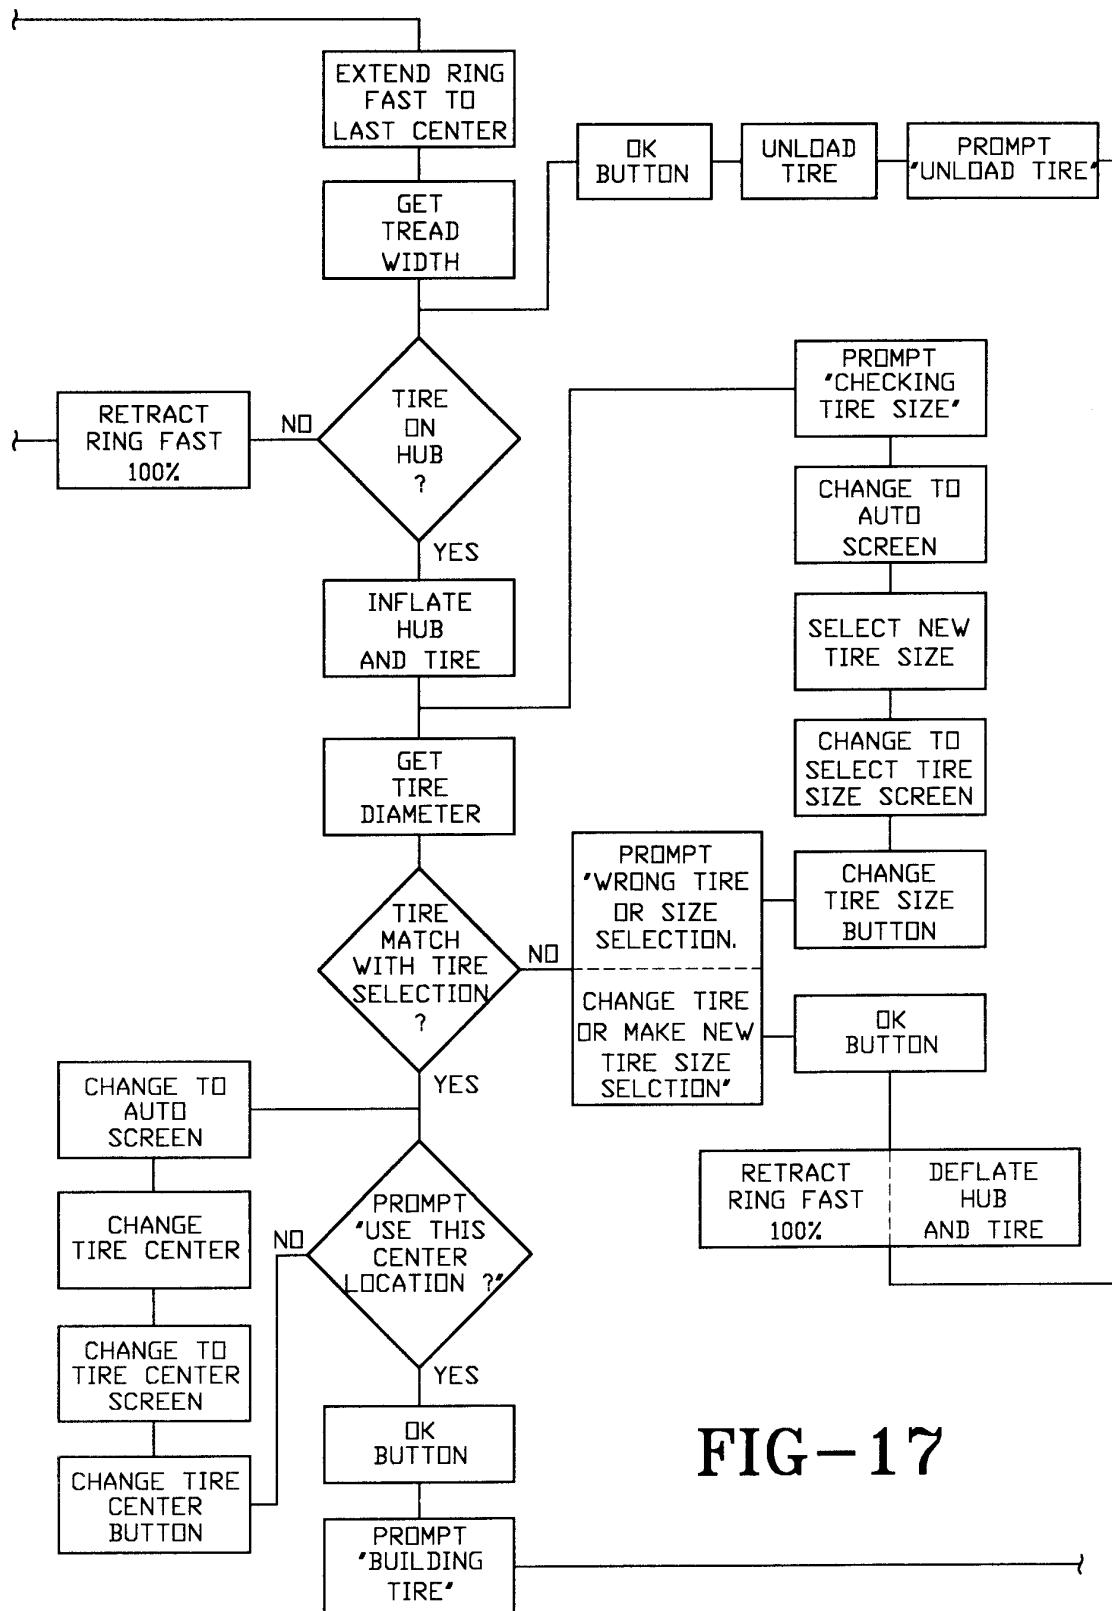 EXTEND RING
FAST TO
LAST CENTER
GET
TREAD
WIDTH
OK
BUTTON
UNLOAD
TIRE
PROMPT
"UNLOAD TIRE"
TIRE
ON
HUB
?
NO
RETRACT
RING FAST
100%
YES
INFLATE
HUB
AND TIRE
PROMPT
"CHECKING
TIRE SIZE"
CHANGE TO
AUTO
SCREEN
SELECT NEW
TIRE SIZE
CHANGE TO
SELECT TIRE
SIZE SCREEN
CHANGE
TIRE SIZE
BUTTON
GET
TIRE
DIAMETER
TIRE
MATCH
WITH TIRE
SELECTION
?
NO
PROMPT
"WRONG TIRE
OR SIZE
SELECTION.
CHANGE TIRE
OR MAKE NEW
TIRE SIZE
SELCTION"
OK
BUTTON
RETRACT
RING FAST
100%
DEFLATE
HUB
AND TIRE
YES
CHANGE TO
AUTO
SCREEN
CHANGE
TIRE CENTER
CHANGE TO
TIRE CENTER
SCREEN
CHANGE TIRE
CENTER
BUTTON
NO
PROMPT
"USE THIS
CENTER
LOCATION ?"
YES
OK
BUTTON
PROMPT
"BUILDING
TIRE"
FIG-17